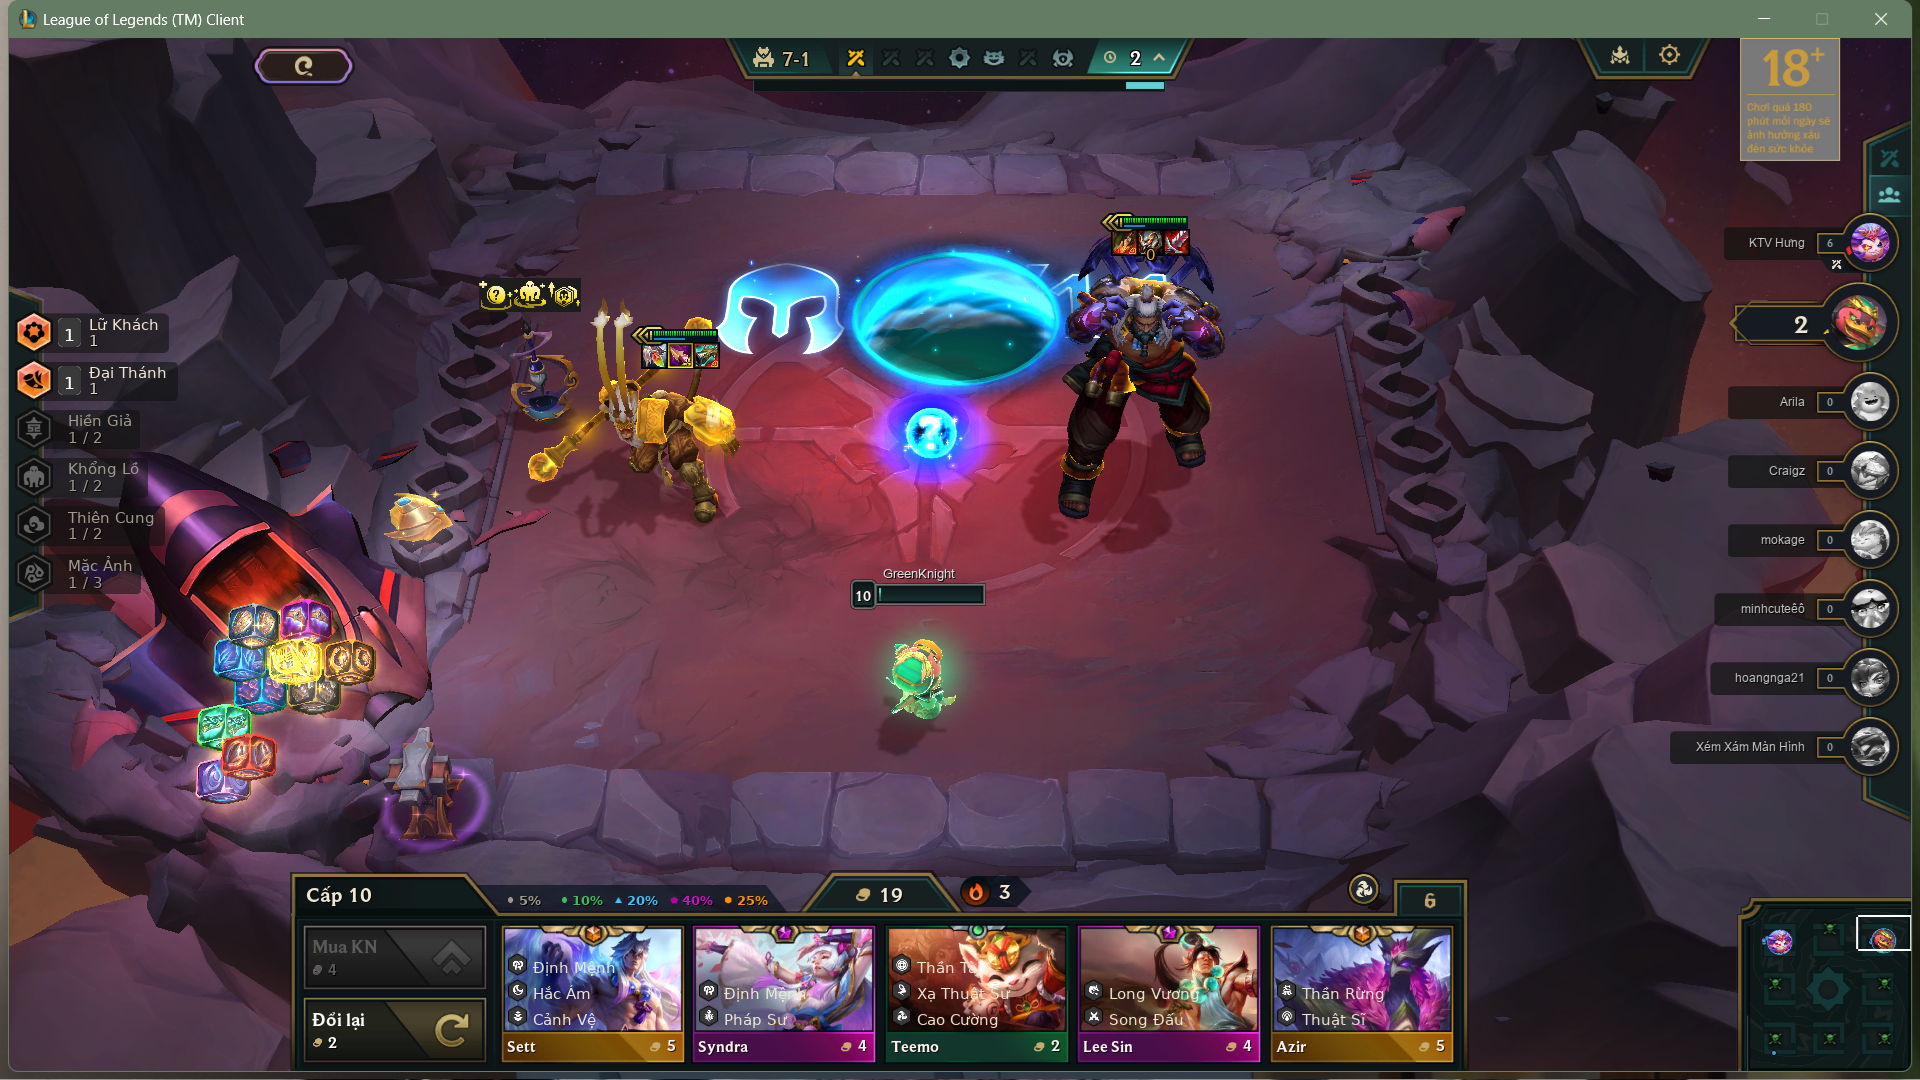 League of Legends (TM) Client
7-1
2
18+
Chơi quá 180
phút mỗi ngày sẽ
ảnh hưởng xấu
đến sức khỏe
KTV Hưng
6
2
Arila
0
Craigz
0
mokage
0
minhcuteêô
0
hoangnga21
0
Xém Xám Màn Hình
0
1
Lữ Khách
1
1
Đại Thánh
1
Hiền Giả
1 / 2
Khổng Lồ
1 / 2
Thiên Cung
1 / 2
Mặc Ảnh
1 / 3
0
GreenKnight
10
Cấp 10
5%
10%
20%
40%
25%
19
3
6
Mua KN
4
Đổi lại
2
Định Mệnh
Hắc Ám
Cảnh Vệ
Sett
5
Định Mệnh
Pháp Sư
Syndra
4
Thần Tài
Xạ Thuật Sư
Cao Cường
Teemo
2
Long Vương
Song Đấu
Lee Sin
4
Thần Rừng
Thuật Sĩ
Azir
5